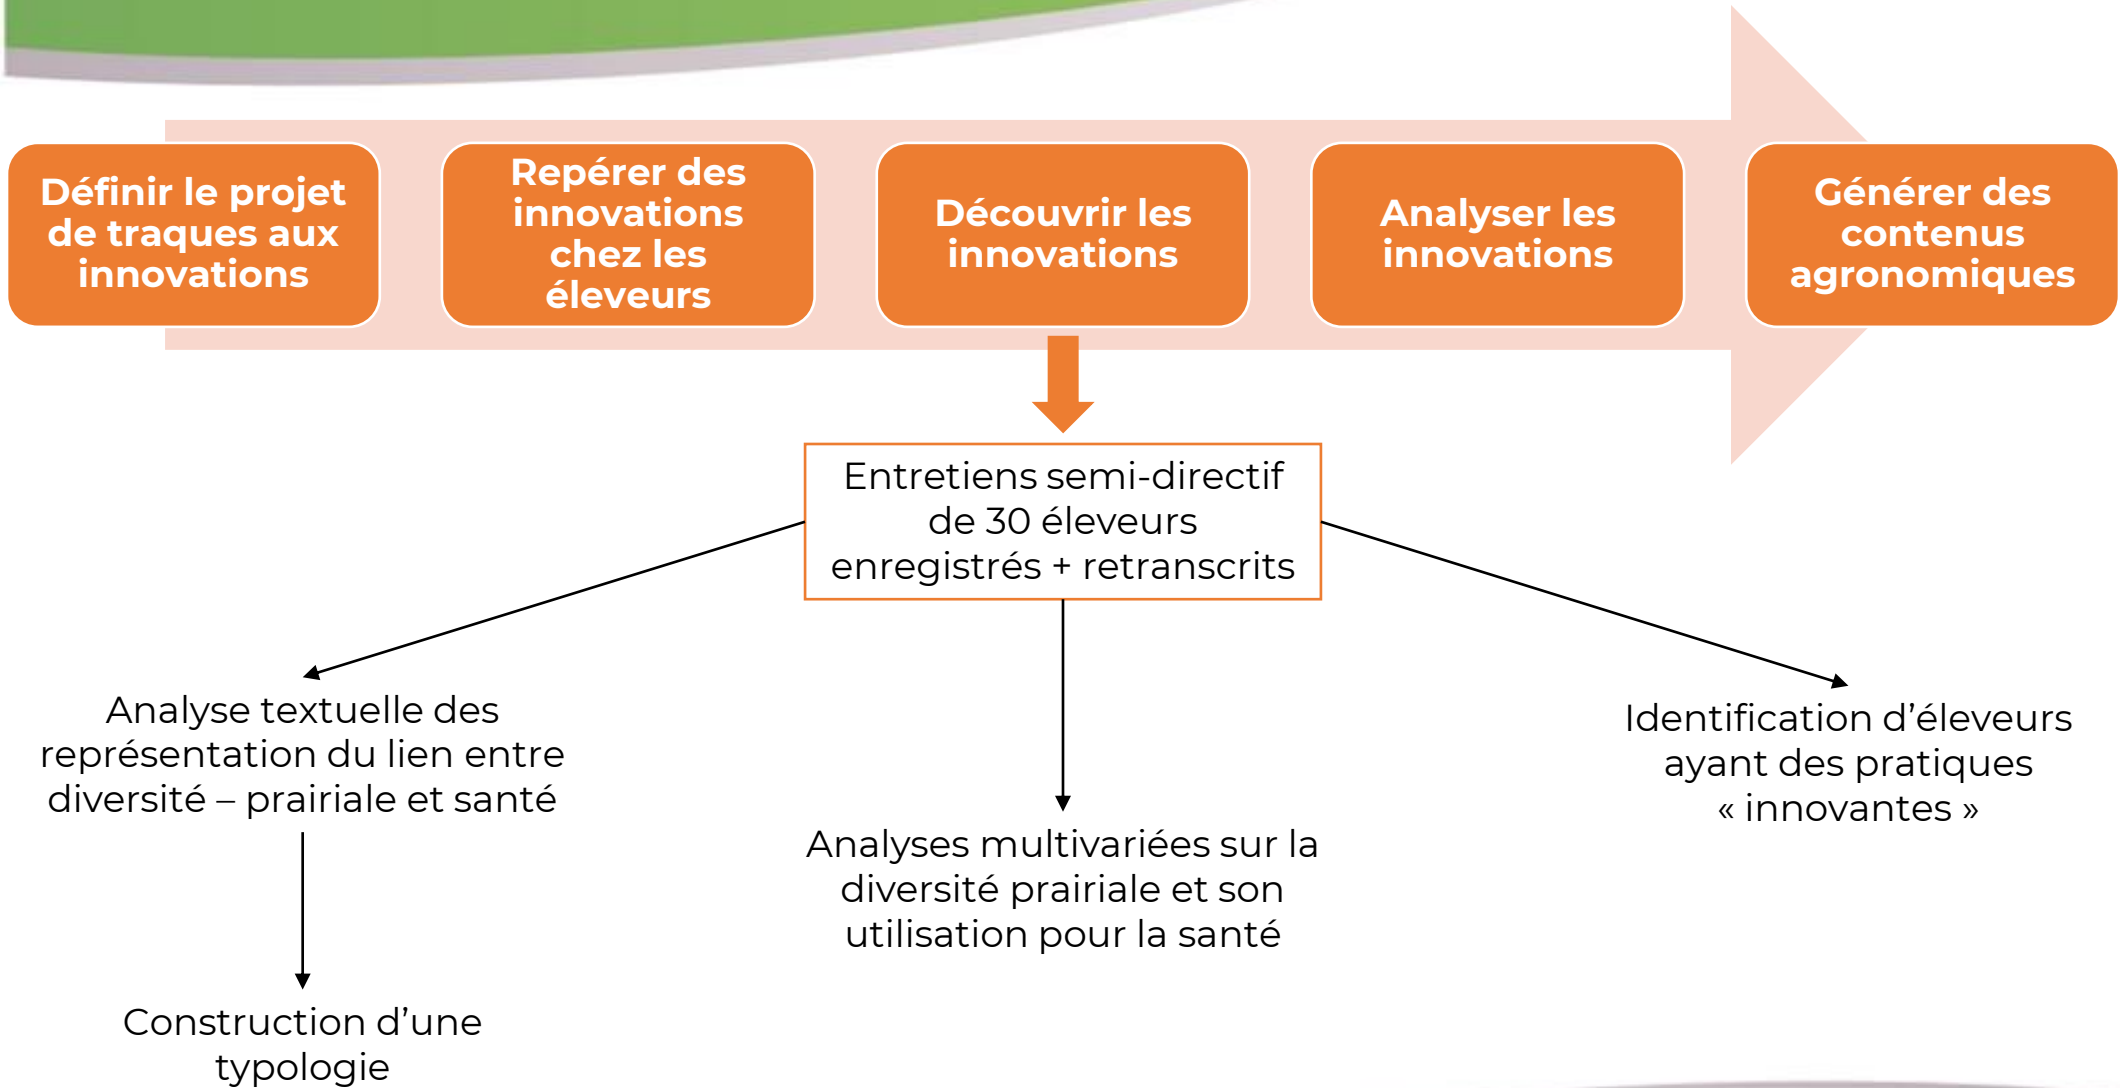 Définir le projet
de traques aux
innovations
Repérer des
innovations
chez les
éleveurs
Découvrir les
innovations
Analyser les
innovations
Générer des
contenus
agronomiques
Entretiens semi-directif
de 30 éleveurs
enregistrés + retranscrits
Analyse textuelle des
représentation du lien entre
diversité – prairiale et santé
Construction d’une
typologie
Analyses multivariées sur la
diversité prairiale et son
utilisation pour la santé
Identification d’éleveurs
ayant des pratiques
« innovantes »